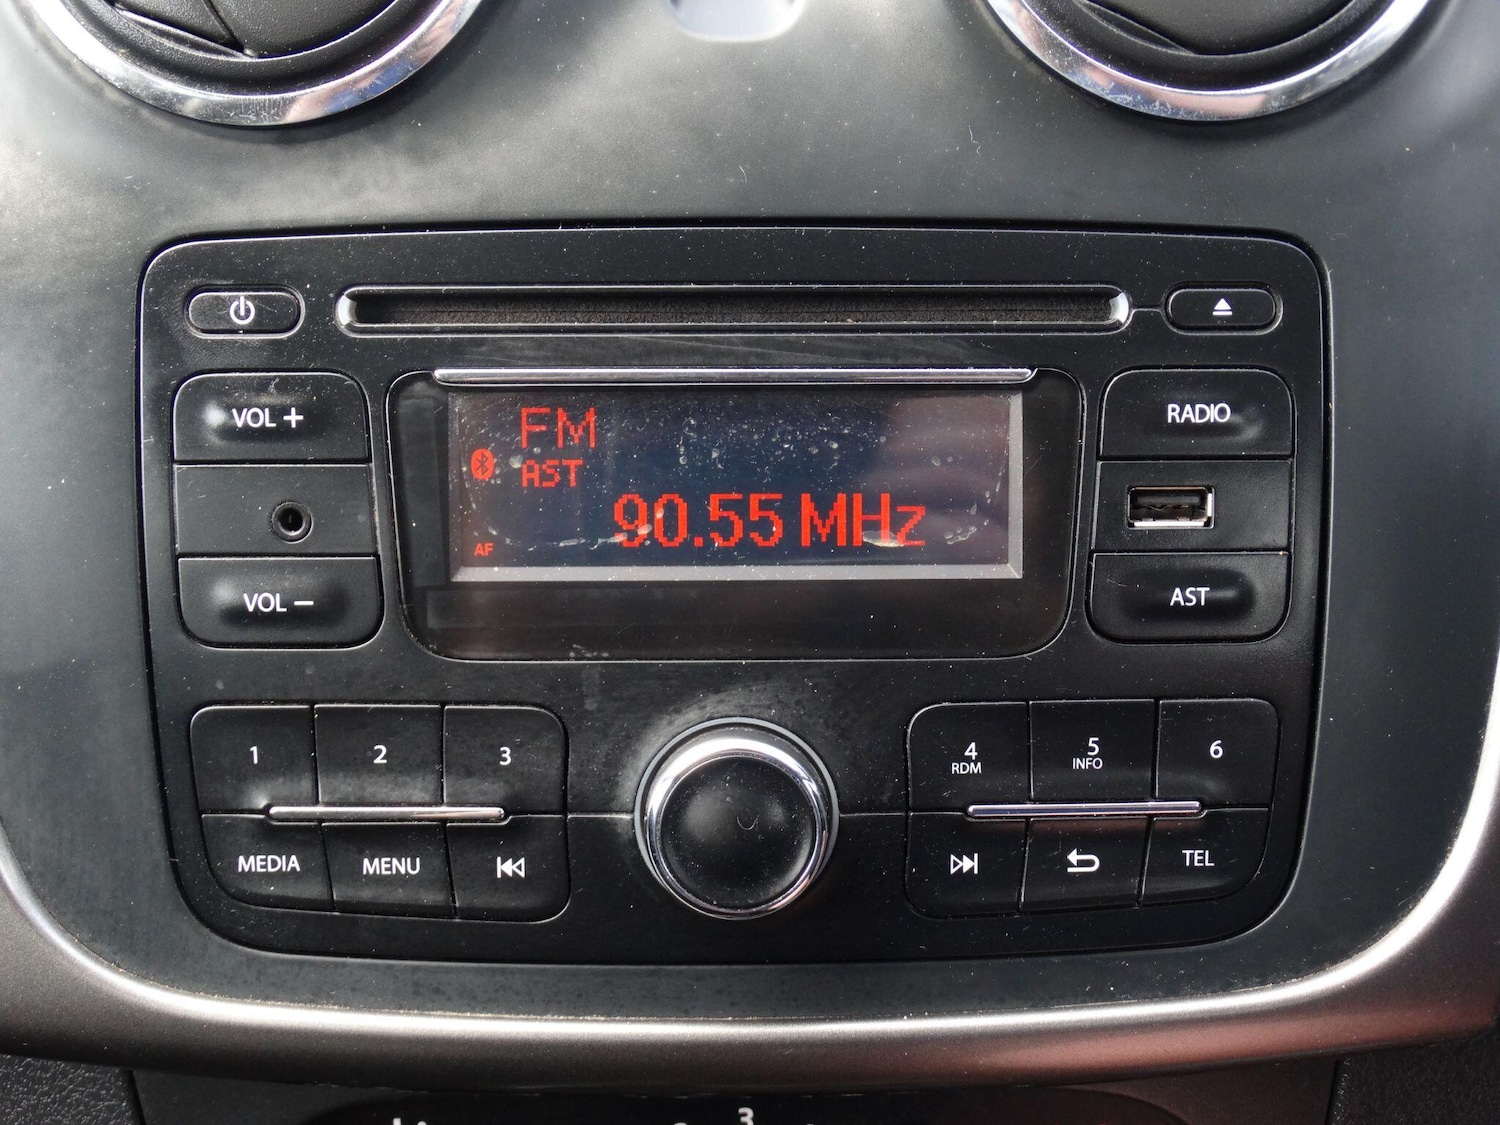 VOL +
VOL −
FM
AST
90.55 MHz
AF
RADIO
AST
1
2
3
MEDIA
MENU
4
RDM
5
INFO
6
TEL
3